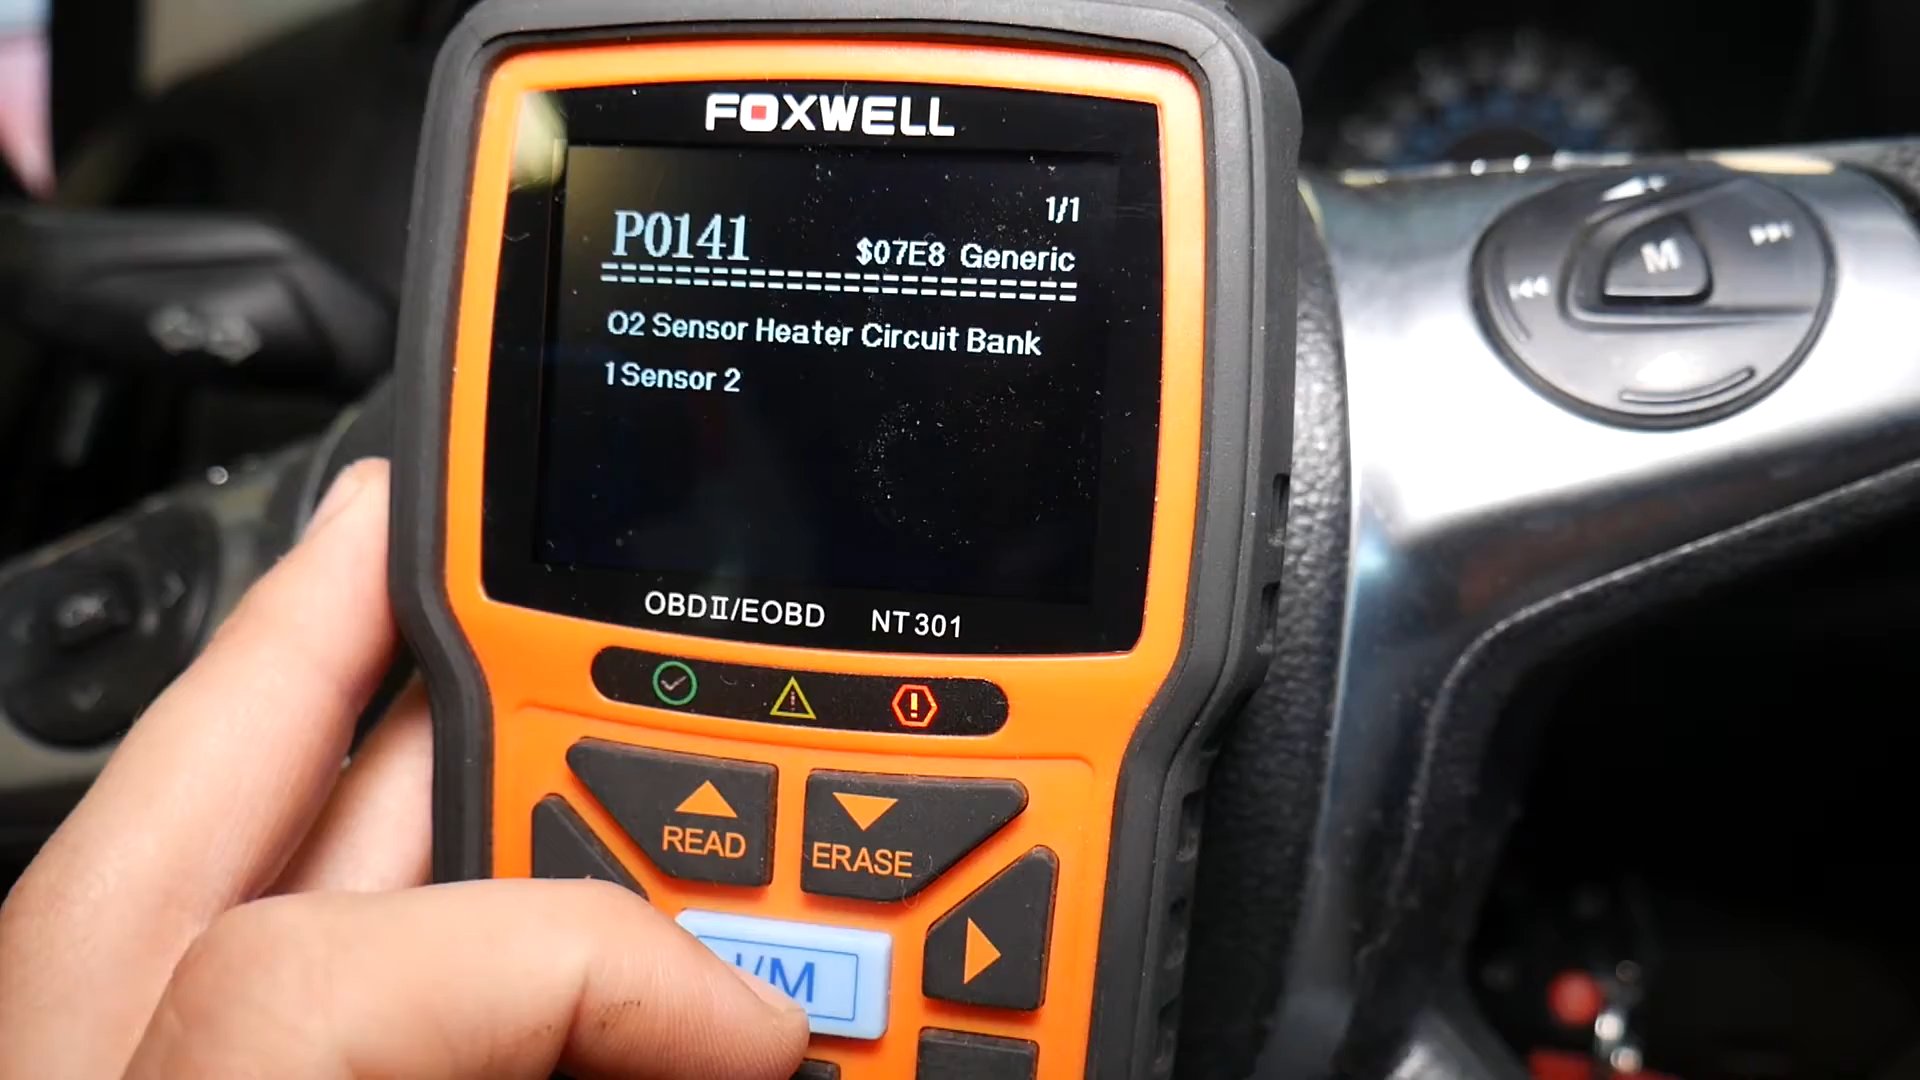 FOXWELL
1/1
P0141 $07E8 Generic
O2 Sensor Heater Circuit Bank
1 Sensor 2
OBDII/EOBD NT301
READ
ERASE
I/M
M